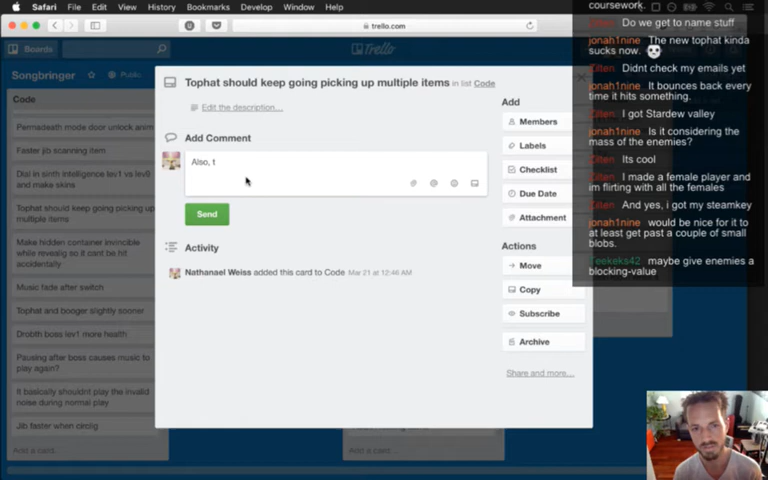 Safari File Edit View History Bookmarks Develop Window Help
trello.com
Boards
Trello
Songbringer
Public
Code
Permadeath mode door unlock anim
Faster jib scanning item
Dial in sinth intelligence lev1 vs lev9
and make skins
Tophat should keep going picking up
multiple items
Make hidden container invincible
while revealig so it cant be hit
accidentally
Music fade after switch
Tophat and booger slightly sooner
Drobth boss lev1 more health
Pausing after boss causes music to
play again?
It basically shouldnt play the invalid
noise during normal play
Jib faster when circlig
Add a card...
Add a card...
Tophat should keep going picking up multiple items in list Code
Edit the description...
Add Comment
Also, t
Send
Activity
Nathanael Weiss added this card to Code Mar 21 at 12:46 AM
Add
Members
Labels
Checklist
Due Date
Attachment
Actions
Move
Copy
Subscribe
Archive
Share and more...
coursework.
Do we get to name stuff
jonah1nine The new tophat kinda
sucks now.
Didnt check my emails yet
jonah1nine It bounces back every
time it hits something.
I got Stardew valley
jonah1nine Is it considering the
mass of the enemies?
Its cool
I made a female player and
im flirting with all the females
And yes, i got my steamkey
jonah1nine would be nice for it to
at least get past a couple of small
blobs.
Teekeks42 maybe give enemies a
blocking-value